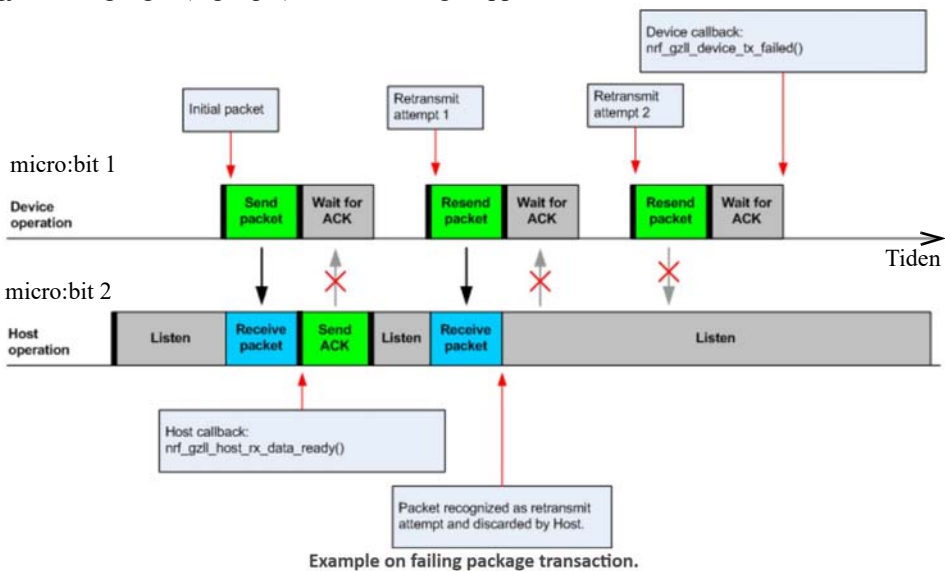 Device callback:
nrf_gzll_device_tx_failed()
Initial packet
Retransmit
attempt 1
Retransmit
attempt 2
micro:bit 1
Device
operation
Send
packet
Wait for
ACK
Resend
packet
Wait for
ACK
Resend
packet
Wait for
ACK
Tiden
micro:bit 2
Host
operation
Listen
Receive
packet
Send
ACK
Listen
Receive
packet
Listen
Host callback:
nrf_gzll_host_rx_data_ready()
Packet recognized as retransmit
attempt and discarded by Host.
Example on failing package transaction.